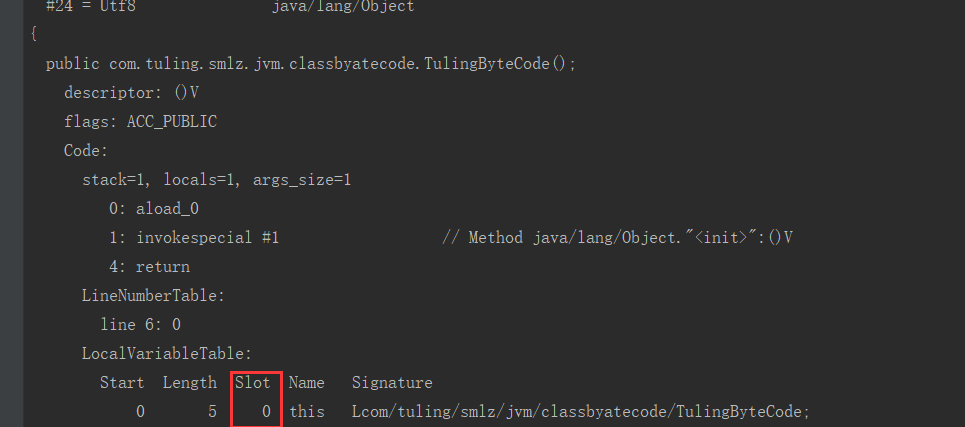 #24 = Utf8 java/lang/Object
{
public com.tuling.smlz.jvm.classbyatecode.TulingByteCode();
descriptor: ()V
flags: ACC_PUBLIC
Code:
stack=1, locals=1, args_size=1
0: aload_0
1: invokespecial #1 // Method java/lang/Object."<init>":()V
4: return
LineNumberTable:
line 6: 0
LocalVariableTable:
Start Length Slot Name Signature
0 5 0 this Lcom/tuling/smlz/jvm/classbyatecode/TulingByteCode;